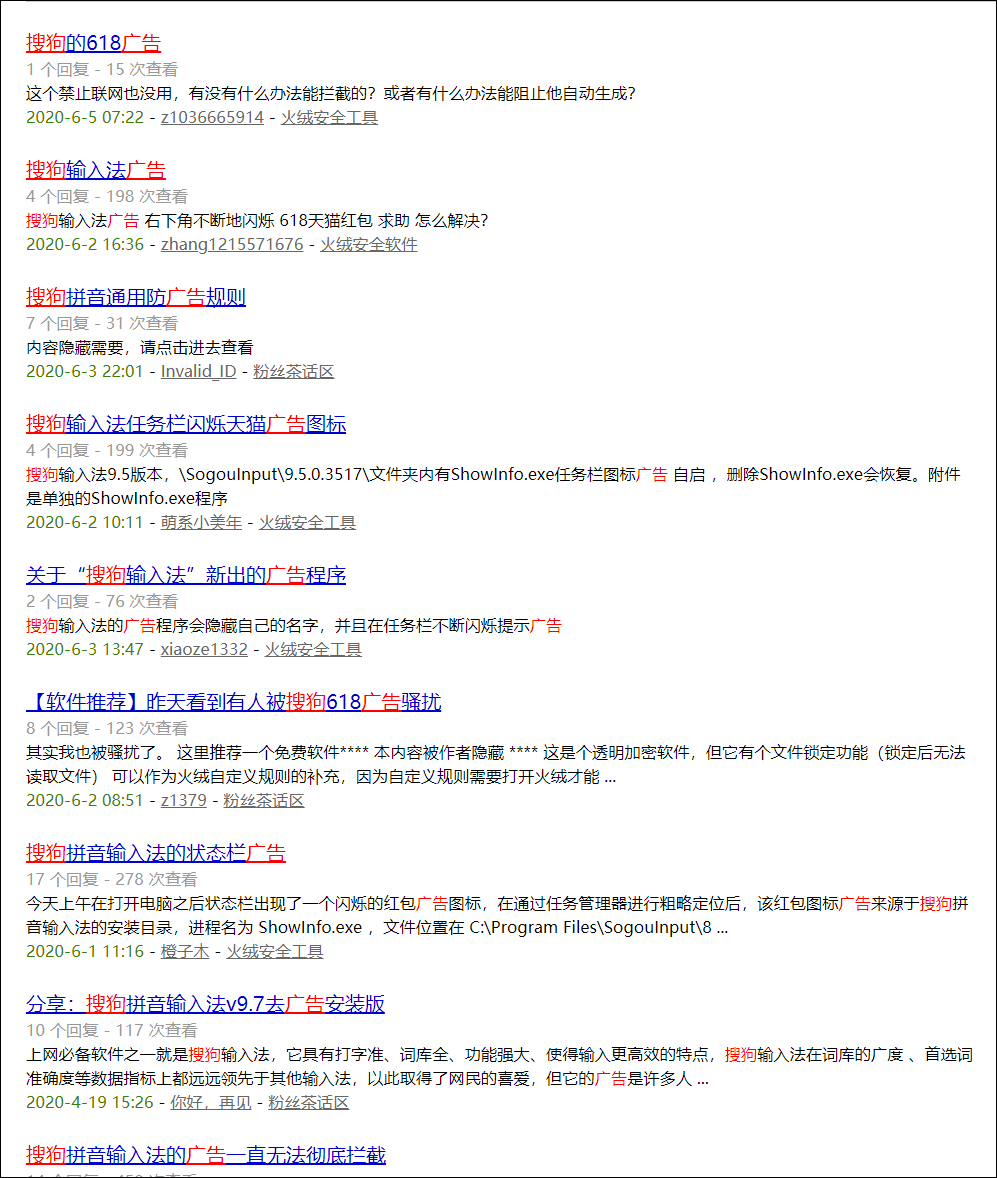 搜狗的618广告
1 个回复 - 15 次查看
这个禁止联网也没用，有没有什么办法能拦截的？或者有什么办法能阻止他自动生成？
2020-6-5 07:22 - z1036665914 - 火绒安全工具
搜狗输入法广告
4 个回复 - 198 次查看
搜狗输入法广告 右下角不断地闪烁 618天猫红包 求助 怎么解决？
2020-6-2 16:36 - zhang1215571676 - 火绒安全软件
搜狗拼音通用防广告规则
7 个回复 - 31 次查看
内容隐藏需要，请点击进去查看
2020-6-3 22:01 - Invalid_ID - 粉丝茶话区
搜狗输入法任务栏闪烁天猫广告图标
4 个回复 - 199 次查看
搜狗输入法9.5版本，\SogouInput\9.5.0.3517\文件夹内有ShowInfo.exe任务栏图标广告 自启 ，删除ShowInfo.exe会恢复。附件
是单独的ShowInfo.exe程序
2020-6-2 10:11 - 萌系小美年 - 火绒安全工具
关于“搜狗输入法”新出的广告程序
2 个回复 - 76 次查看
搜狗输入法的广告程序会隐藏自己的名字，并且在任务栏不断闪烁提示广告
2020-6-3 13:47 - xiaoze1332 - 火绒安全工具
【软件推荐】昨天看到有人被搜狗618广告骚扰
8 个回复 - 123 次查看
其实我也被骚扰了。 这里推荐一个免费软件**** 本内容被作者隐藏 **** 这是个透明加密软件，但它有个文件锁定功能（锁定后无法
读取文件） 可以作为火绒自定义规则的补充，因为自定义规则需要打开火绒才能 ...
2020-6-2 08:51 - z1379 - 粉丝茶话区
搜狗拼音输入法的状态栏广告
17 个回复 - 278 次查看
今天上午在打开电脑之后状态栏出现了一个闪烁的红包广告图标，在通过任务管理器进行粗略定位后，该红包图标广告来源于搜狗拼
音输入法的安装目录，进程名为 ShowInfo.exe ，文件位置在 C:\Program Files\SogouInput\8 ...
2020-6-1 11:16 - 橙子木 - 火绒安全工具
分享：搜狗拼音输入法v9.7去广告安装版
10 个回复 - 117 次查看
上网必备软件之一就是搜狗输入法，它具有打字准、词库全、功能强大、使得输入更高效的特点，搜狗输入法在词库的广度 、首选词
准确度等数据指标上都远远领先于其他输入法，以此取得了网民的喜爱，但它的广告是许多人 ...
2020-4-19 15:26 - 你好，再见 - 粉丝茶话区
搜狗拼音输入法的广告一直无法彻底拦截